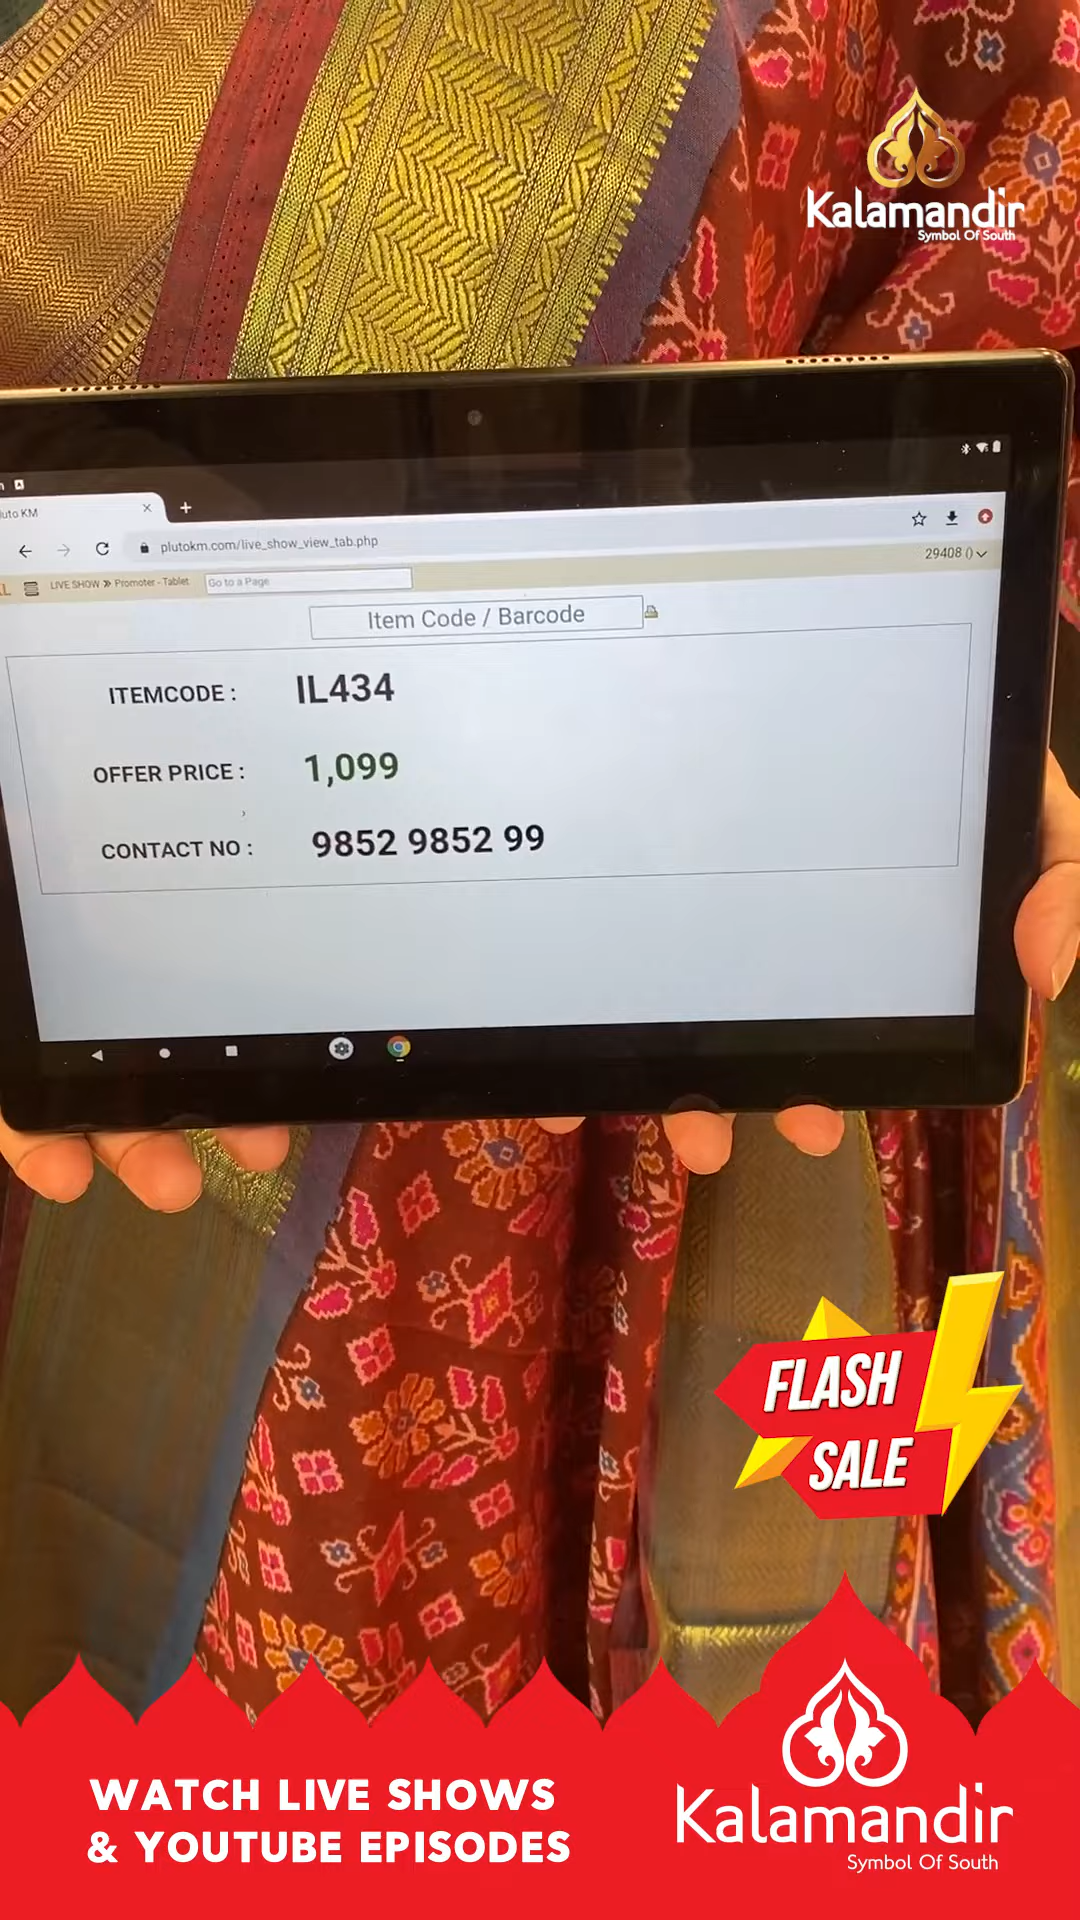 Kalamandir
Symbol Of South
uto KM
plutokm.com/live_show_view_tab.php
29408 ()
LIVE SHOW » Promoter - Tablet
Go to a Page
Item Code / Barcode
ITEMCODE : IL434
OFFER PRICE : 1,099
CONTACT NO : 9852 9852 99
FLASH
SALE
WATCH LIVE SHOWS
& YOUTUBE EPISODES
Kalamandir
Symbol Of South